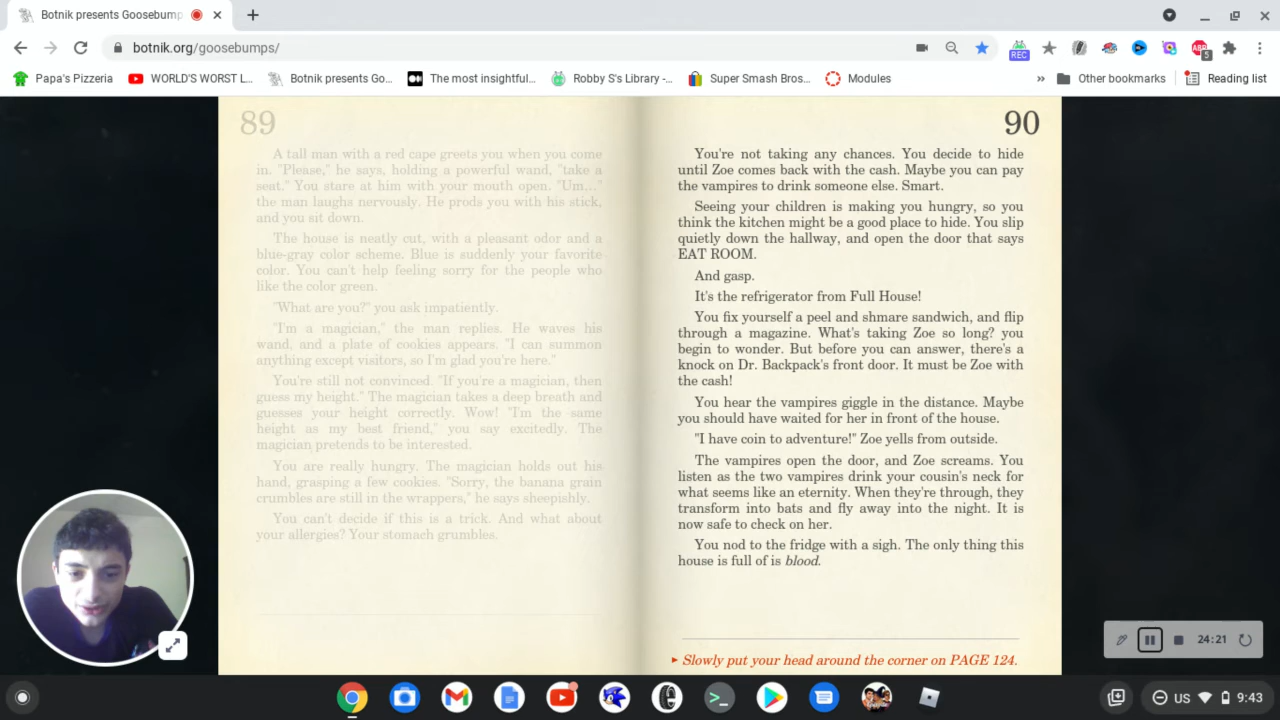 Botnik presents Goosebump
botnik.org/goosebumps/
REC
ABP
5
Papa's Pizzeria
WORLD'S WORST L...
Botnik presents Go...
The most insightful...
Robby S's Library -...
Super Smash Bros...
Modules
»
Other bookmarks
Reading list
89
A tall man with a red cape greets you when you come
in. "Please," he says, holding a powerful wand, "take a
seat." You stare at him with your mouth open. "Um..."
the man laughs nervously. He prods you with his stick,
and you sit down.
The house is neatly cut, with a pleasant odor and a
blue-gray color scheme. Blue is suddenly your favorite
color. You can't help feeling sorry for the people who
like the color green.
"What are you?" you ask impatiently.
"I'm a magician," the man replies. He waves his
wand, and a plate of cookies appears. "I can summon
anything except visitors, so I'm glad you're here."
You're still not convinced. "If you're a magician, then
guess my height." The magician takes a deep breath and
guesses your height correctly. Wow! "I'm the same
height as my best friend," you say excitedly. The
magician pretends to be interested.
You are really hungry. The magician holds out his
hand, grasping a few cookies. "Sorry, the banana grain
crumbles are still in the wrappers," he says sheepishly.
You can't decide if this is a trick. And what about
your allergies? Your stomach grumbles.
90
You're not taking any chances. You decide to hide
until Zoe comes back with the cash. Maybe you can pay
the vampires to drink someone else. Smart.
Seeing your children is making you hungry, so you
think the kitchen might be a good place to hide. You slip
quietly down the hallway, and open the door that says
EAT ROOM.
And gasp.
It's the refrigerator from Full House!
You fix yourself a peel and shmare sandwich, and flip
through a magazine. What's taking Zoe so long? you
begin to wonder. But before you can answer, there's a
knock on Dr. Backpack's front door. It must be Zoe with
the cash!
You hear the vampires giggle in the distance. Maybe
you should have waited for her in front of the house.
"I have coin to adventure!" Zoe yells from outside.
The vampires open the door, and Zoe screams. You
listen as the two vampires drink your cousin's neck for
what seems like an eternity. When they're through, they
transform into bats and fly away into the night. It is
now safe to check on her.
You nod to the fridge with a sigh. The only thing this
house is full of is blood.
Slowly put your head around the corner on PAGE 124.
24:21
US
9:43